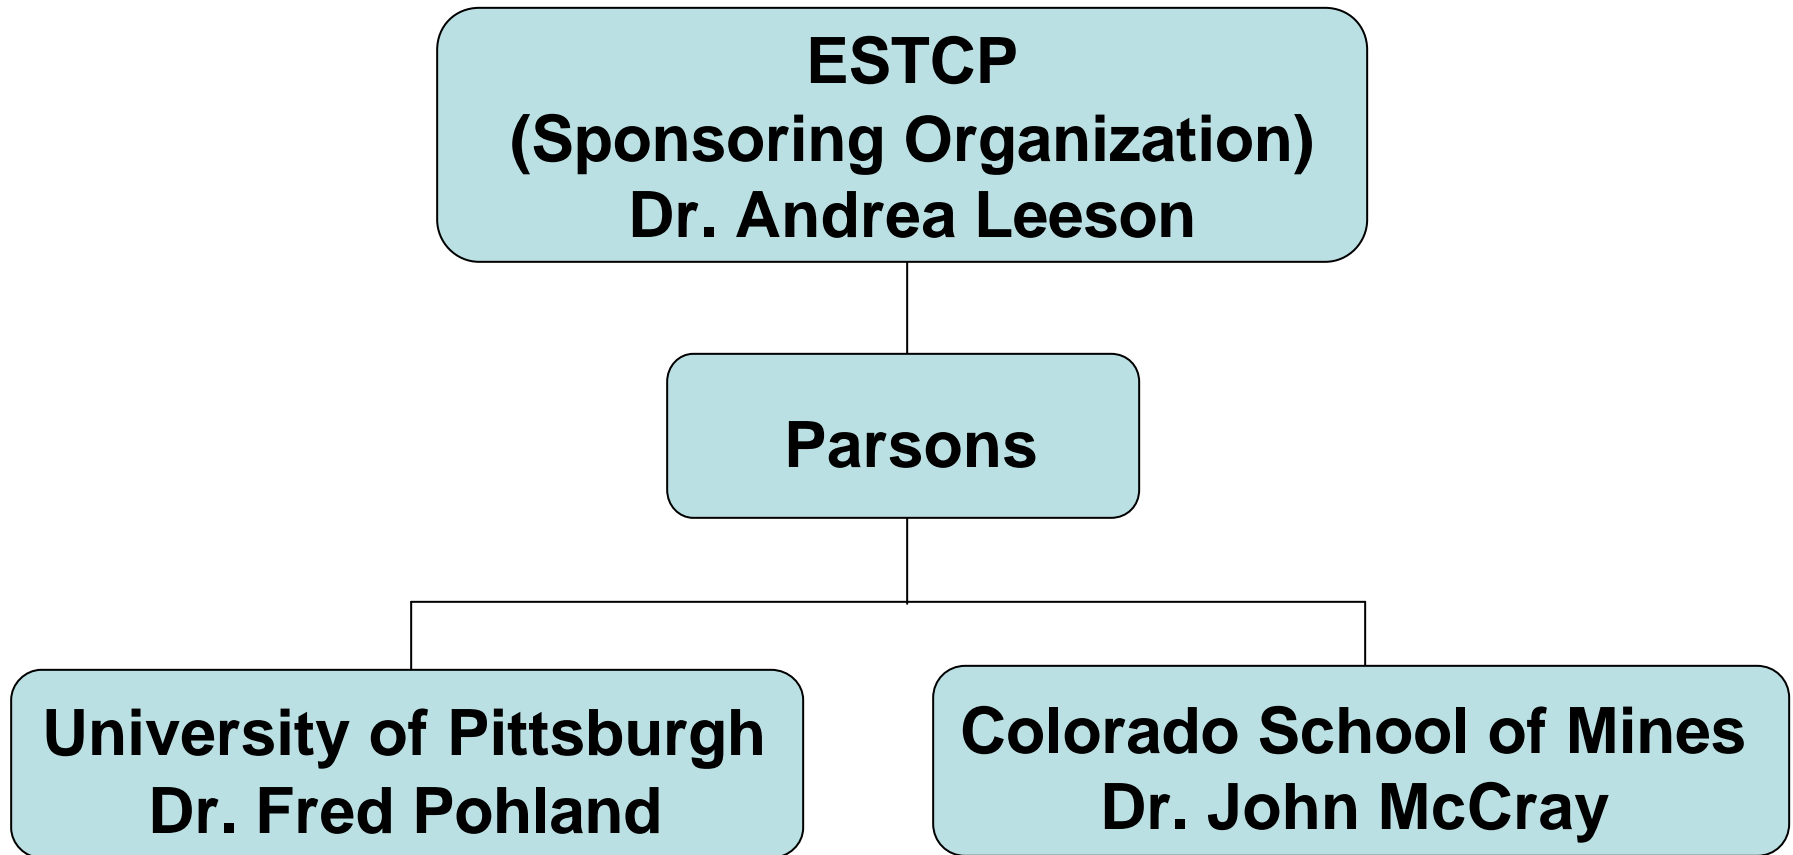 ESTCP
(Sponsoring Organization)
Dr. Andrea Leeson
Parsons
University of Pittsburgh
Dr. Fred Pohland
Colorado School of Mines
Dr. John McCray